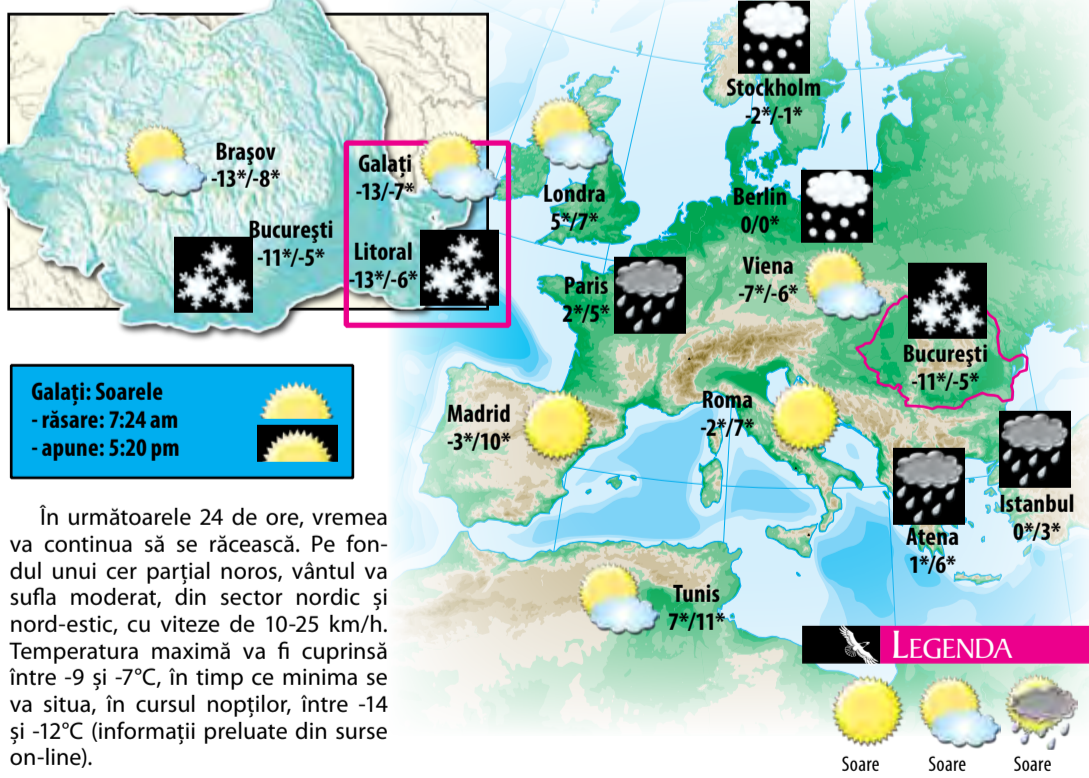 Brașov
-13*/-8*
București
-11*/-5*
Galați
-13/-7*
Litoral
-13*/-6*
Stockholm
-2*/-1*
Londra
5*/7*
Berlin
0/0*
Paris
2*/5*
Viena
-7*/-6*
București
-11*/-5*
Madrid
-3*/10*
Roma
-2*/7*
Atena
1*/6*
Istanbul
0*/3*
Tunis
7*/11*
Galați: Soarele
- răsare: 7:24 am
- apune: 5:20 pm
În următoarele 24 de ore, vremea
va continua să se răcească. Pe fon-
dul unui cer parțial noros, vântul va
sufla moderat, din sector nordic și
nord-estic, cu viteze de 10-25 km/h.
Temperatura maximă va fi cuprinsă
între -9 și -7°C, în timp ce minima se
va situa, în cursul nopților, între -14
și -12°C (informații preluate din surse
on-line).
LEGENDA
Soare
Soare
Soare